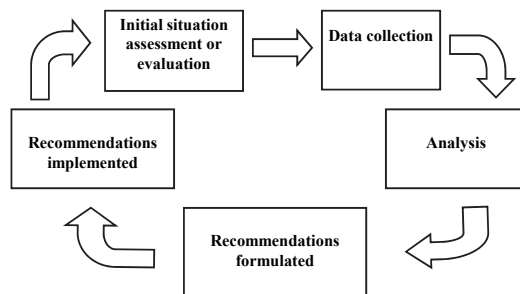 Initial situation
assessment or
evaluation
Data collection
Analysis
Recommendations
formulated
Recommendations
implemented